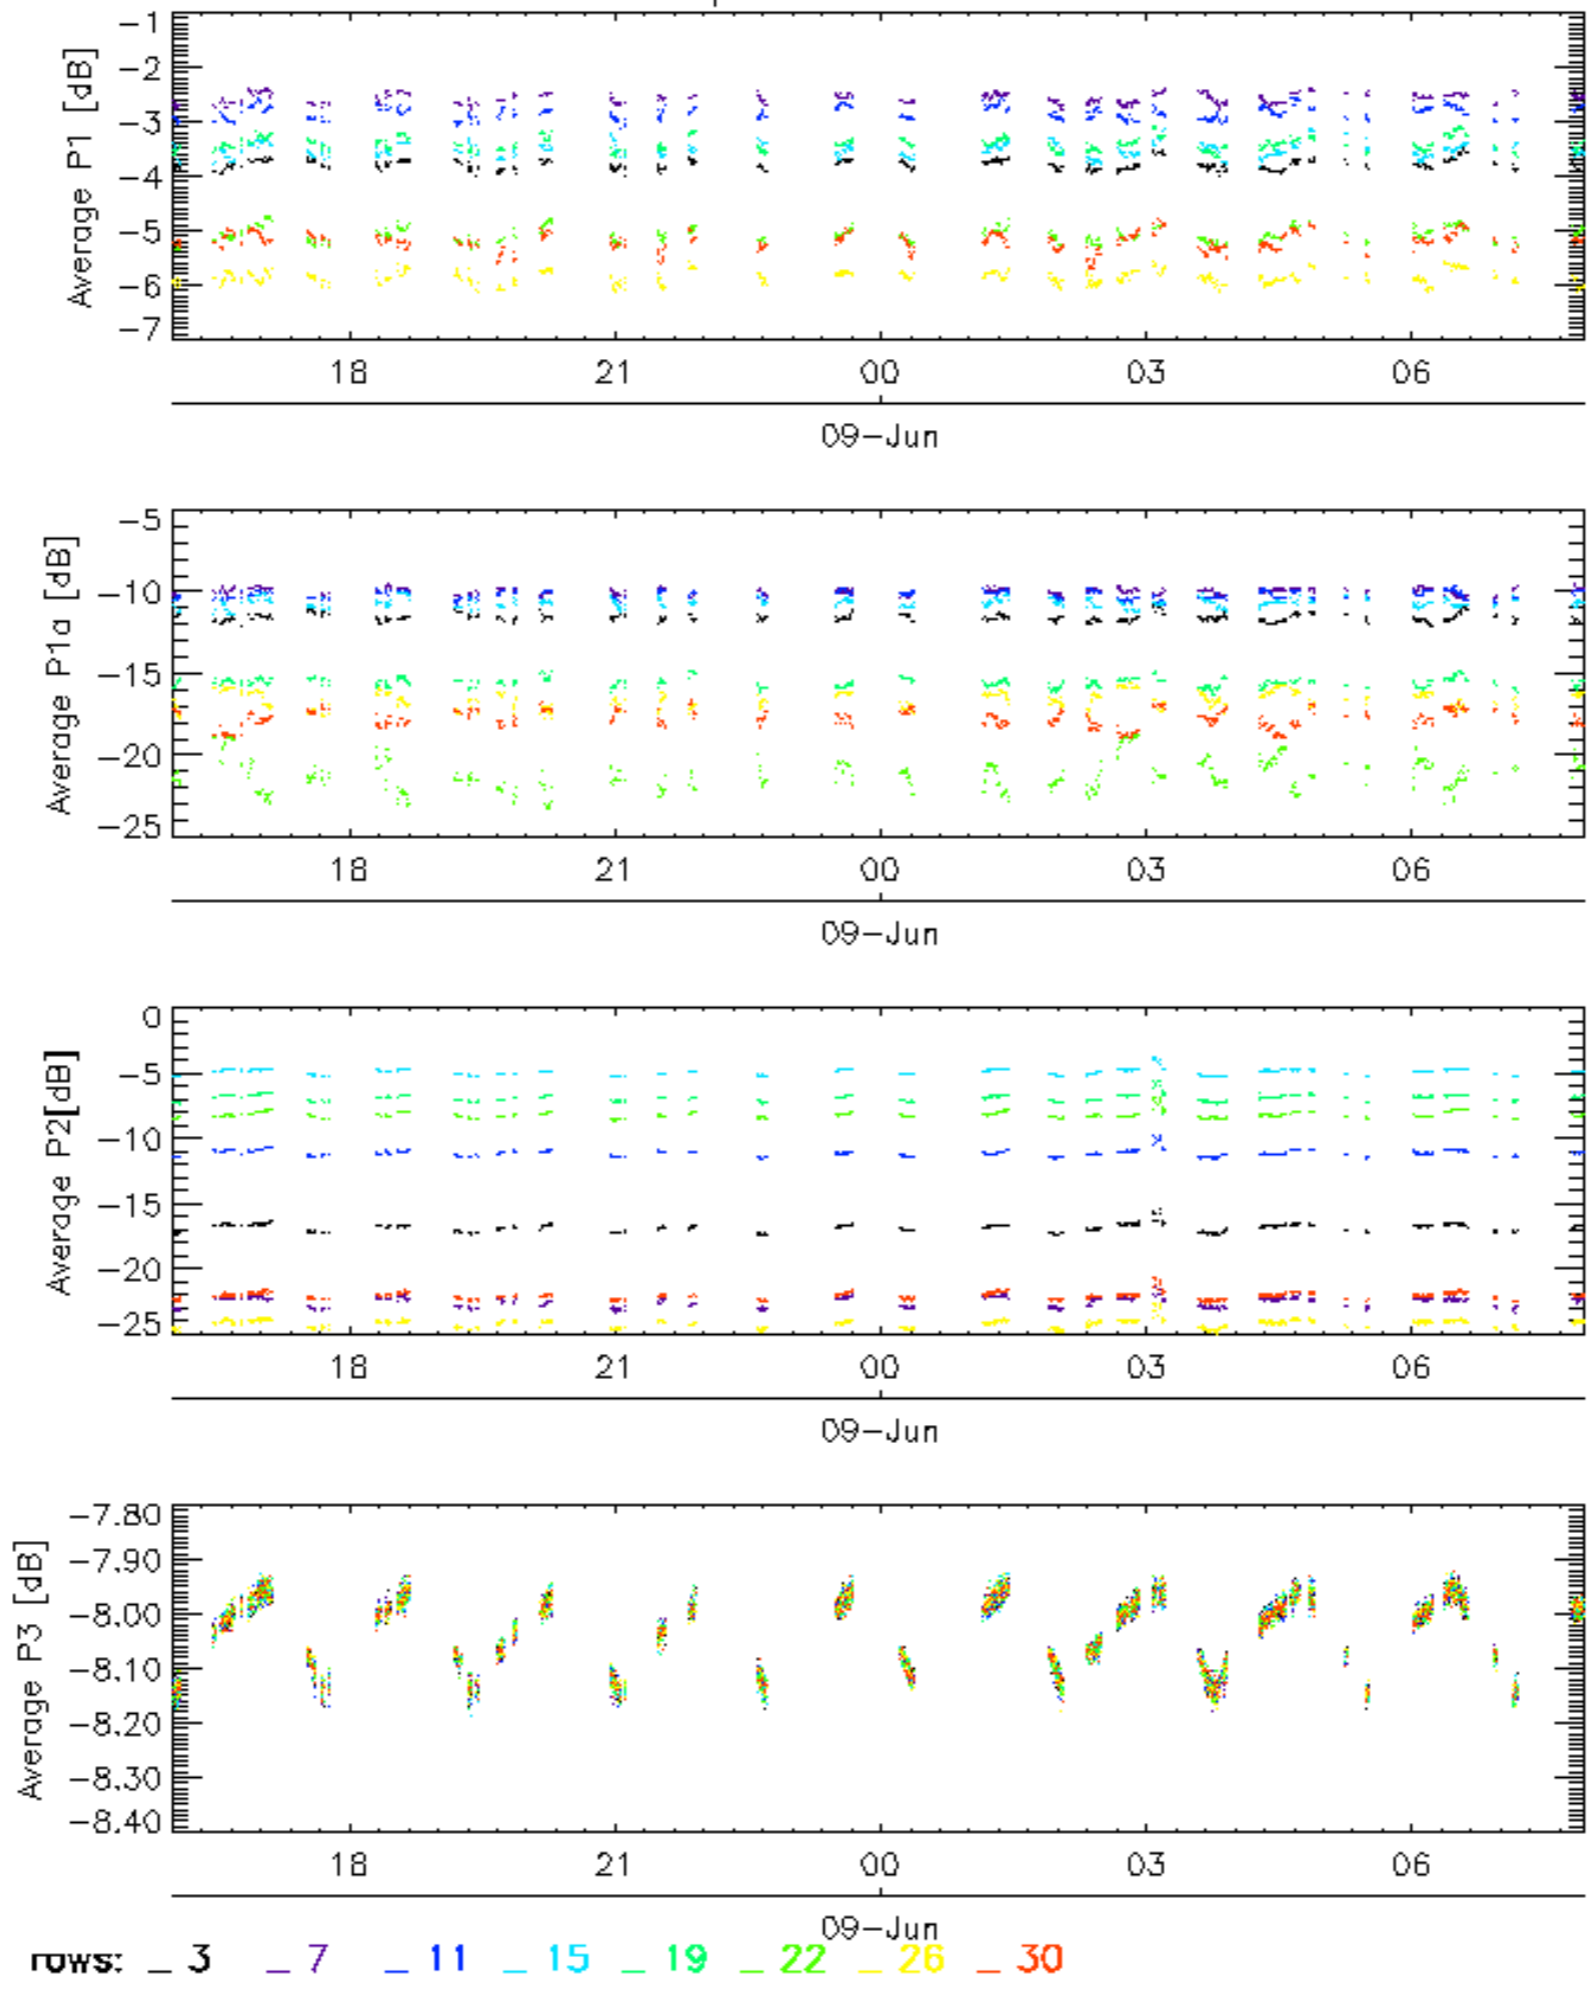 -1
-2
-3
-4
-5
-6
-7
Average P1 [dB]
18 21 00 03 06
09-Jun
-5
-10
-15
-20
-25
Average P1a [dB]
18 21 00 03 06
09-Jun
0
-5
-10
-15
-20
-25
Average P2[dB]
18 21 00 03 06
09-Jun
-7.80
-7.90
-8.00
-8.10
-8.20
-8.30
-8.40
Average P3 [dB]
18 21 00 03 06
09-Jun
rows: _ 3 _ 7 _ 11 _ 15 _ 19 _ 22 _ 26 _ 30